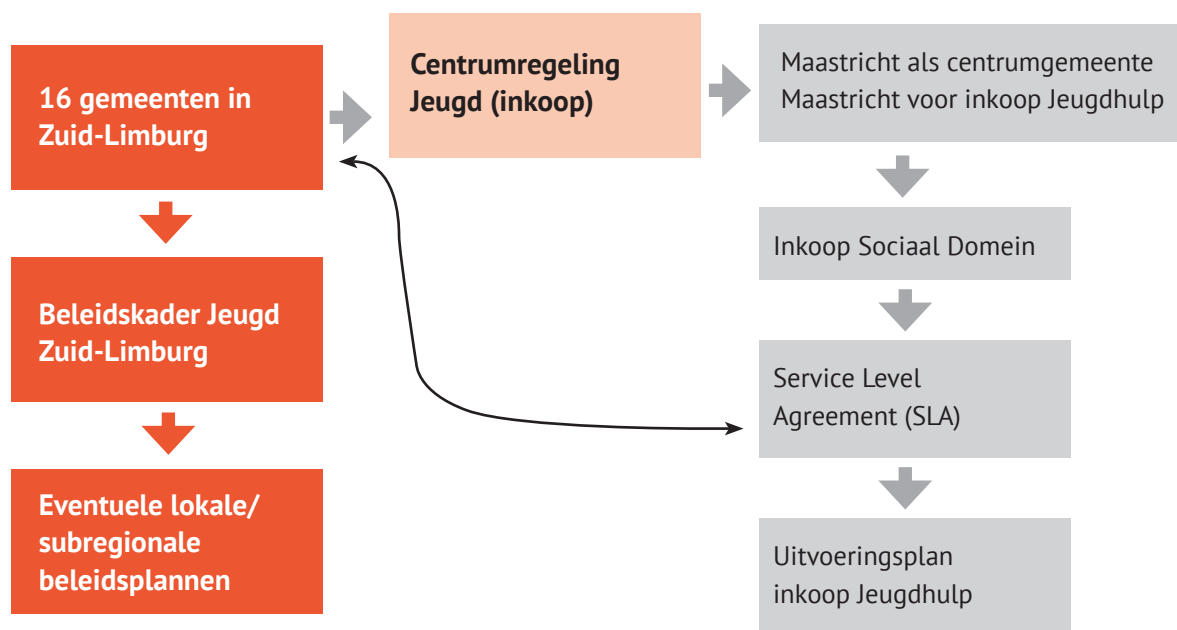 16 gemeenten in
Zuid-Limburg
Centrumregeling
Jeugd (inkoop)
Maastricht als centrumgemeente
Maastricht voor inkoop Jeugdhulp
Beleidskader Jeugd
Zuid-Limburg
Inkoop Sociaal Domein
Service Level
Agreement (SLA)
Eventuele lokale/
subregionale
beleidsplannen
Uitvoeringsplan
inkoop Jeugdhulp